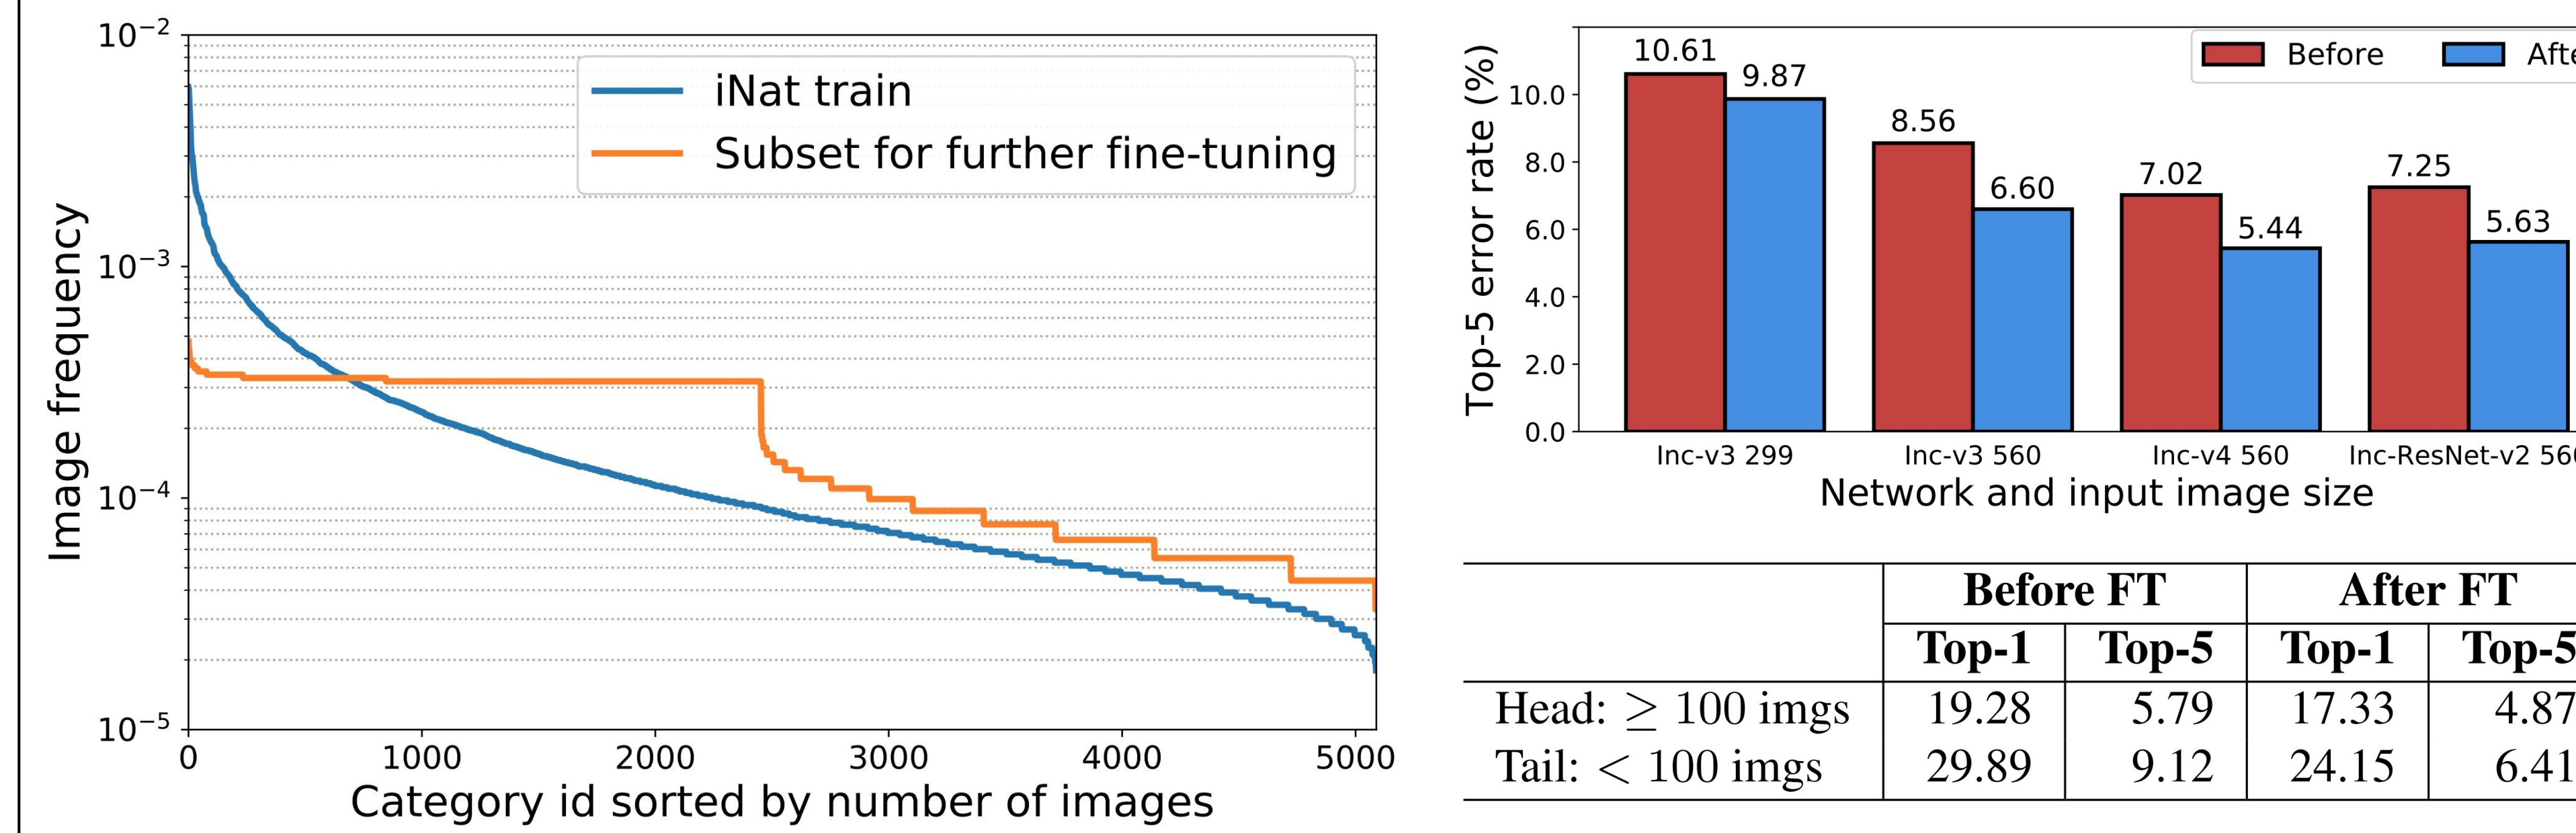 10⁻²
10⁻³
10⁻⁴
10⁻⁵
Image frequency
iNat train
Subset for further fine-tuning
0 1000 2000 3000 4000 5000
Category id sorted by number of images
Top-5 error rate (%)
10.0
8.0
6.0
4.0
2.0
0.0
Before
10.61 9.87 8.56 6.60 7.02 5.44 7.25 5.63
Inc-v3 299 Inc-v3 560 Inc-v4 560 Inc-ResNet-v2
Network and input image size
Before FT After FT
Top-1 Top-5 Top-1 Top-5
Head: ≥ 100 imgs 19.28 5.79 17.33 4.87
Tail: < 100 imgs 29.89 9.12 24.15 6.41